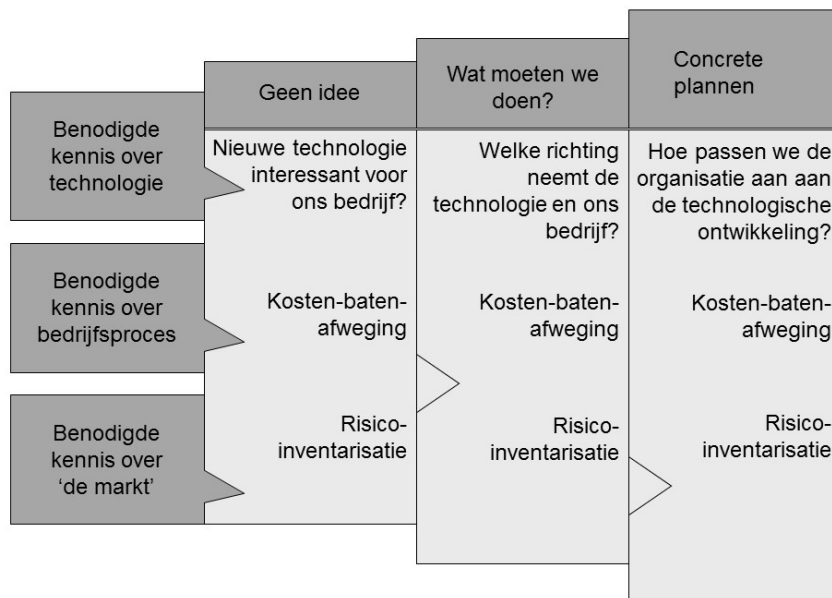 Geen idee
Wat moeten we
doen?
Concrete
plannen
Benodigde
kennis over
technologie
Nieuwe technologie
interessant voor
ons bedrijf?
Welke richting
neemt de
technologie en ons
bedrijf?
Hoe passen we de
organisatie aan aan
de technologische
ontwikkeling?
Benodigde
kennis over
bedrijfsproces
Kosten-baten-
afweging
Kosten-baten-
afweging
Kosten-baten-
afweging
Benodigde
kennis over
‘de markt’
Risico-
inventarisatie
Risico-
inventarisatie
Risico-
inventarisatie